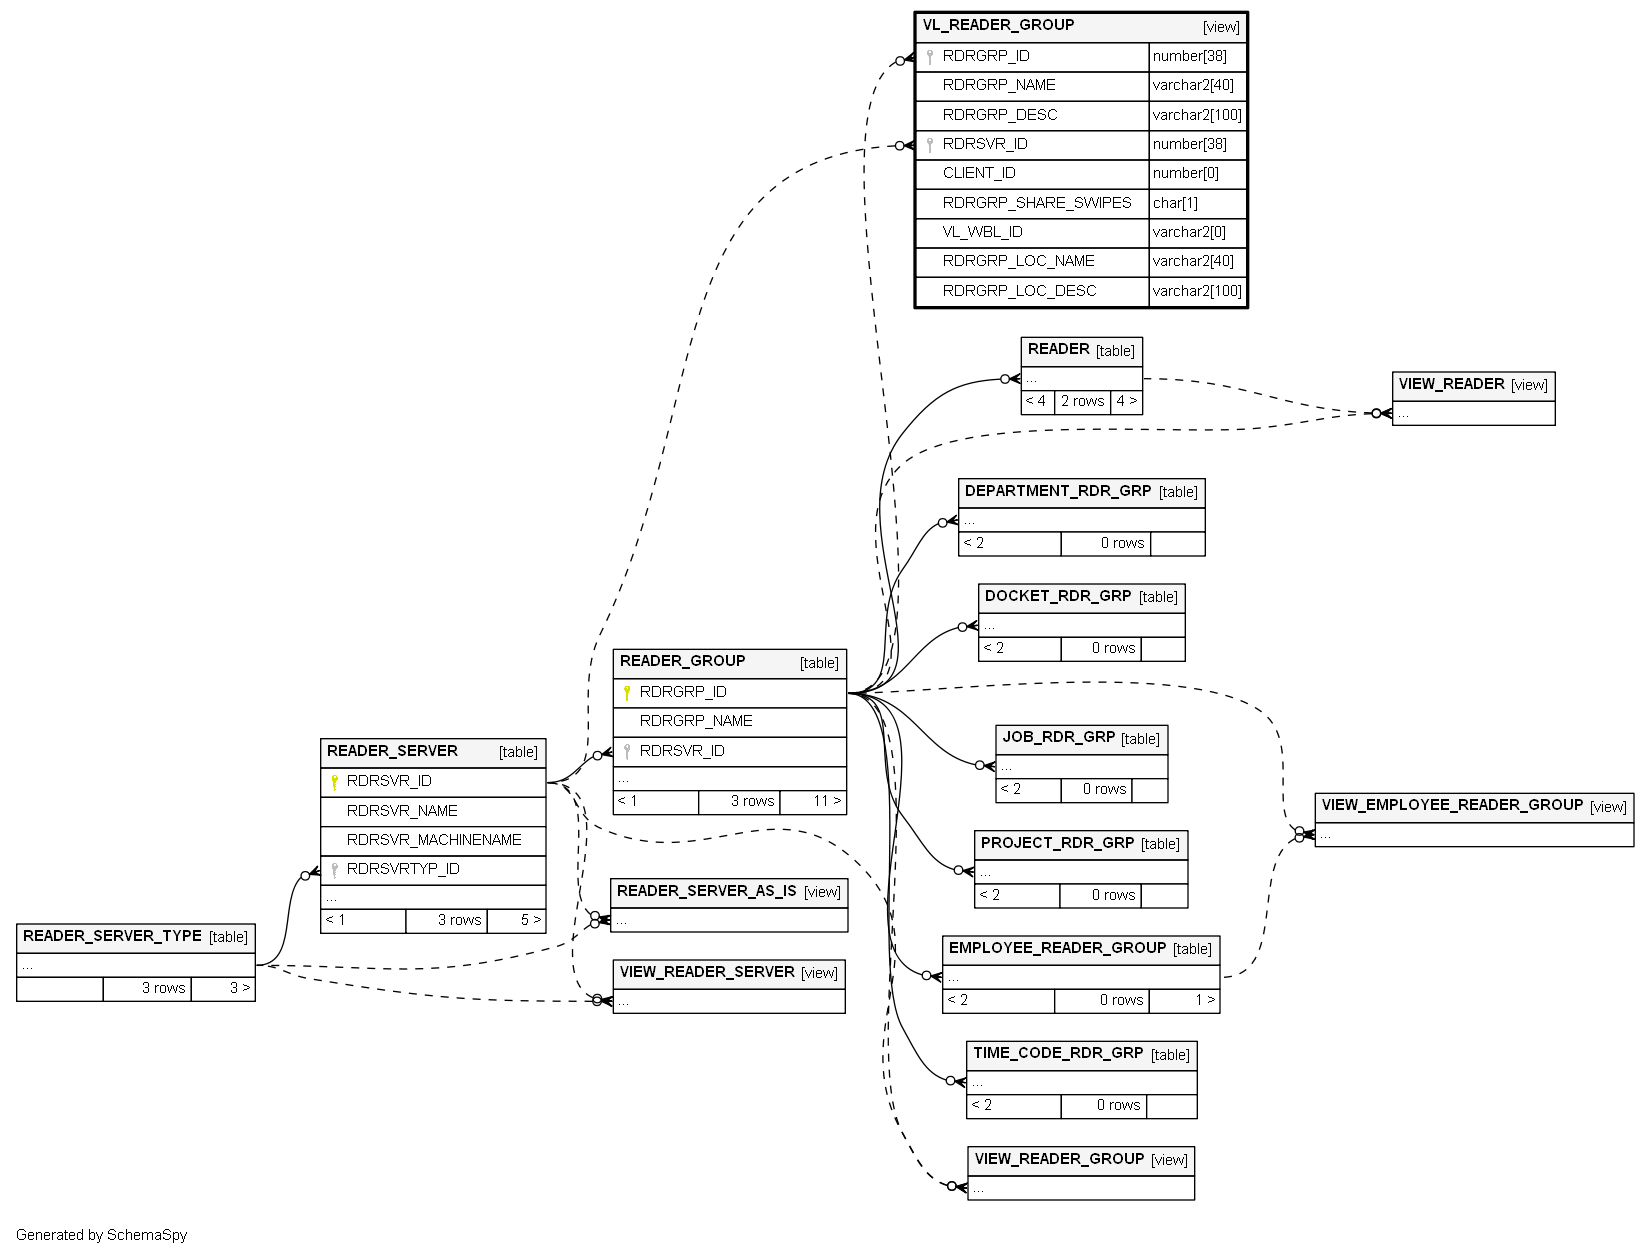 VL_READER_GROUP [view]
RDRGRP_ID number[38]
RDRGRP_NAME varchar2[40]
RDRGRP_DESC varchar2[100]
RDRSVR_ID number[38]
CLIENT_ID number[0]
RDRGRP_SHARE_SWIPES char[1]
VL_WBL_ID varchar2[0]
RDRGRP_LOC_NAME varchar2[40]
RDRGRP_LOC_DESC varchar2[100]
READER [table]
...
< 4 2 rows 4 >
VIEW_READER [view]
...
DEPARTMENT_RDR_GRP [table]
...
< 2 0 rows
DOCKET_RDR_GRP [table]
...
< 2 0 rows
READER_GROUP [table]
RDRGRP_ID
RDRGRP_NAME
RDRSVR_ID
...
< 1 3 rows 11 >
JOB_RDR_GRP [table]
...
< 2 0 rows
READER_SERVER [table]
RDRSVR_ID
RDRSVR_NAME
RDRSVR_MACHINENAME
RDRSVRTYP_ID
...
< 1 3 rows 5 >
VIEW_EMPLOYEE_READER_GROUP [view]
...
PROJECT_RDR_GRP [table]
...
< 2 0 rows
READER_SERVER_AS_IS [view]
...
READER_SERVER_TYPE [table]
...
3 rows 3 >
VIEW_READER_SERVER [view]
...
EMPLOYEE_READER_GROUP [table]
...
< 2 0 rows 1 >
TIME_CODE_RDR_GRP [table]
...
< 2 0 rows
VIEW_READER_GROUP [view]
...
Generated by SchemaSpy